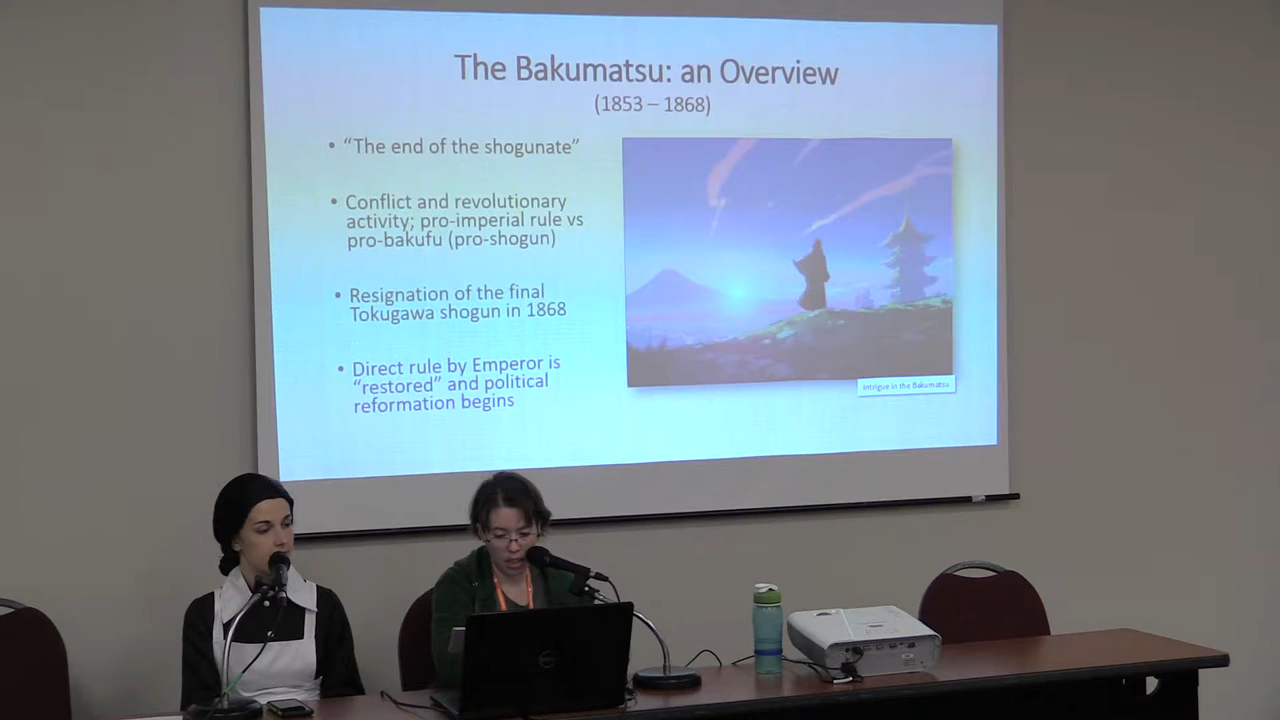 The Bakumatsu: an Overview
(1853 – 1868)
• “The end of the shogunate”
• Conflict and revolutionary
activity; pro-imperial rule vs
pro-bakufu (pro-shogun)
• Resignation of the final
Tokugawa shogun in 1868
• Direct rule by Emperor is
“restored” and political
reformation begins
Intrigue in the Bakumatsu
DELL